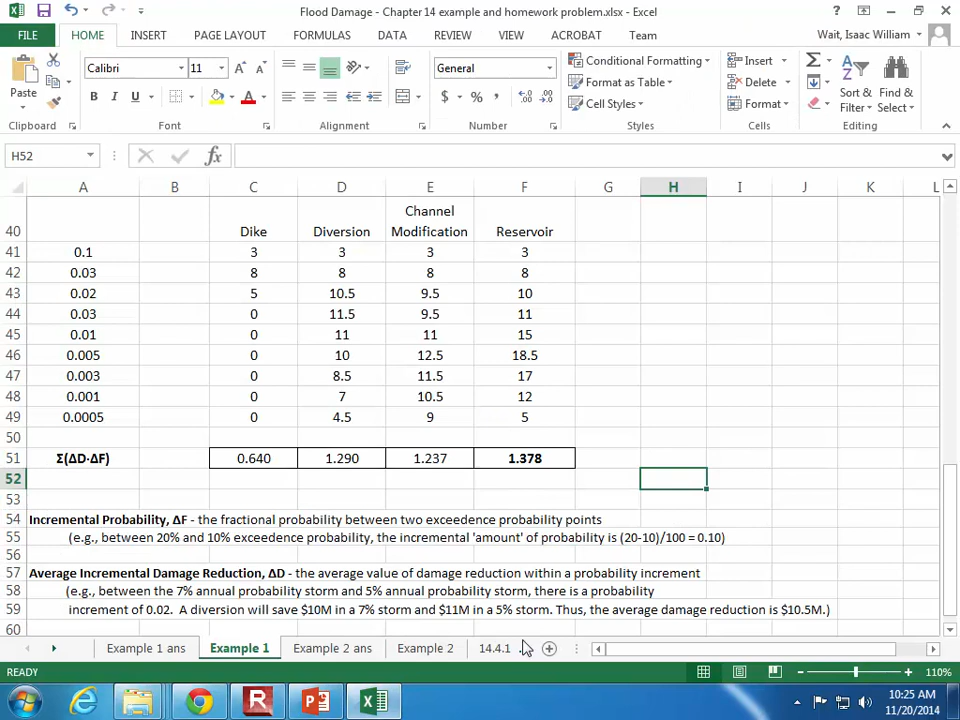 Flood Damage - Chapter 14 example and homework problem.xlsx - Excel
FILE HOME INSERT PAGE LAYOUT FORMULAS DATA REVIEW VIEW ACROBAT Team Wait, Isaac William
Paste
Clipboard
Calibri 11
B I U
Font
Alignment
General
$ % ,
Number
Conditional Formatting
Format as Table
Cell Styles
Styles
Insert
Delete
Format
Cells
Sort & Filter
Find & Select
Editing
H52 fx
A B C D E F G H I J K L
40 Dike Diversion Channel Modification Reservoir
41 0.1 3 3 3 3
42 0.03 8 8 8 8
43 0.02 5 10.5 9.5 10
44 0.03 0 11.5 9.5 11
45 0.01 0 11 11 15
46 0.005 0 10 12.5 18.5
47 0.003 0 8.5 11.5 17
48 0.001 0 7 10.5 12
49 0.0005 0 4.5 9 5
50
51 Σ(ΔD·ΔF) 0.640 1.290 1.237 1.378
52
53
54 Incremental Probability, ΔF - the fractional probability between two exceedence probability points
55 (e.g., between 20% and 10% exceedence probability, the incremental 'amount' of probability is (20-10)/100 = 0.10)
56
57 Average Incremental Damage Reduction, ΔD - the average value of damage reduction within a probability increment
58 (e.g., between the 7% annual probability storm and 5% annual probability storm, there is a probability
59 increment of 0.02. A diversion will save $10M in a 7% storm and $11M in a 5% storm. Thus, the average damage reduction is $10.5M.)
60
Example 1 ans Example 1 Example 2 ans Example 2 14.4.1
READY 110%
10:25 AM
11/20/2014